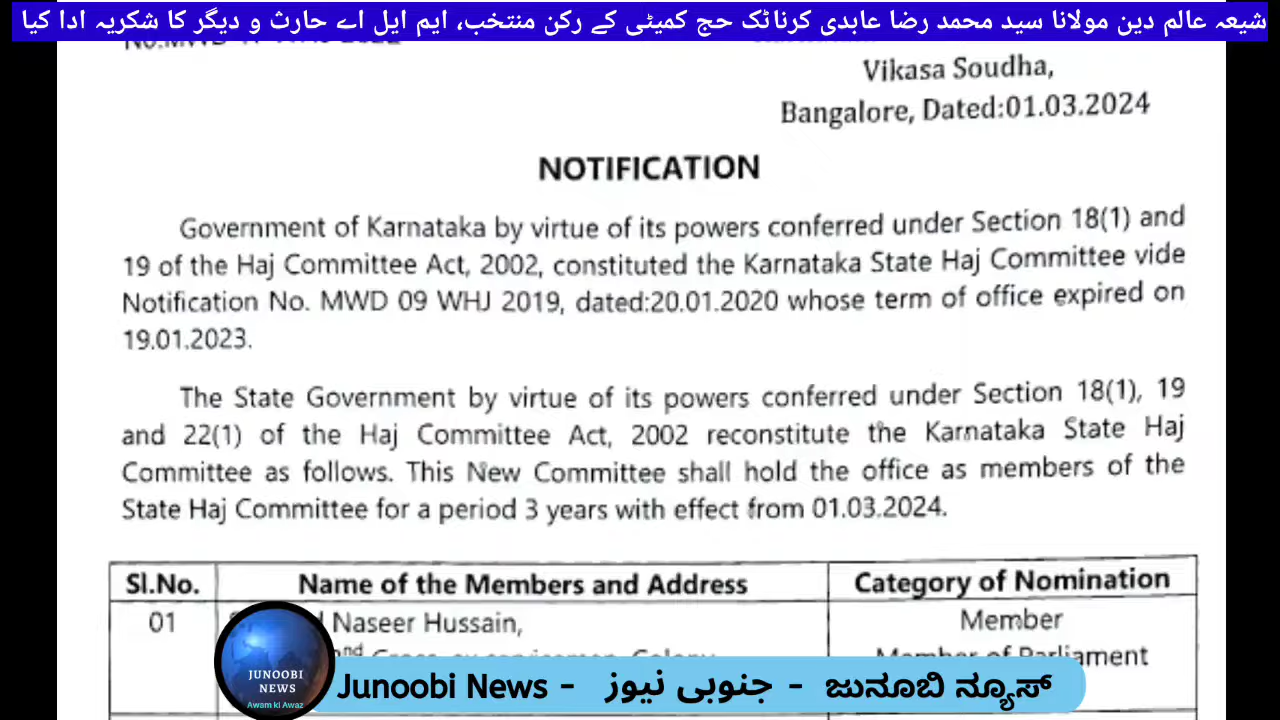 شیعہ عالم دین مولانا سید محمد رضا عابدی کرناٹک حج کمیٹی کے رکن منتخب، ایم ایل اے حارث و دیگر کا شکریہ ادا کیا
Vikasa Soudha,
Bangalore, Dated:01.03.2024
NOTIFICATION
Government of Karnataka by virtue of its powers conferred under Section 18(1) and
19 of the Haj Committee Act, 2002, constituted the Karnataka State Haj Committee vide
Notification No. MWD 09 WHJ 2019, dated:20.01.2020 whose term of office expired on
19.01.2023.
The State Government by virtue of its powers conferred under Section 18(1), 19
and 22(1) of the Haj Committee Act, 2002 reconstitute the Karnataka State Haj
Committee as follows. This New Committee shall hold the office as members of the
State Haj Committee for a period 3 years with effect from 01.03.2024.
Sl.No. Name of the Members and Address Category of Nomination
01 Naseer Hussain, Member
Member of Parliament
JUNOOBI
NEWS
Awam ki Awaz
Junoobi News - جنوبی نیوز - ಜುನೂಬಿ ನ್ಯೂಸ್